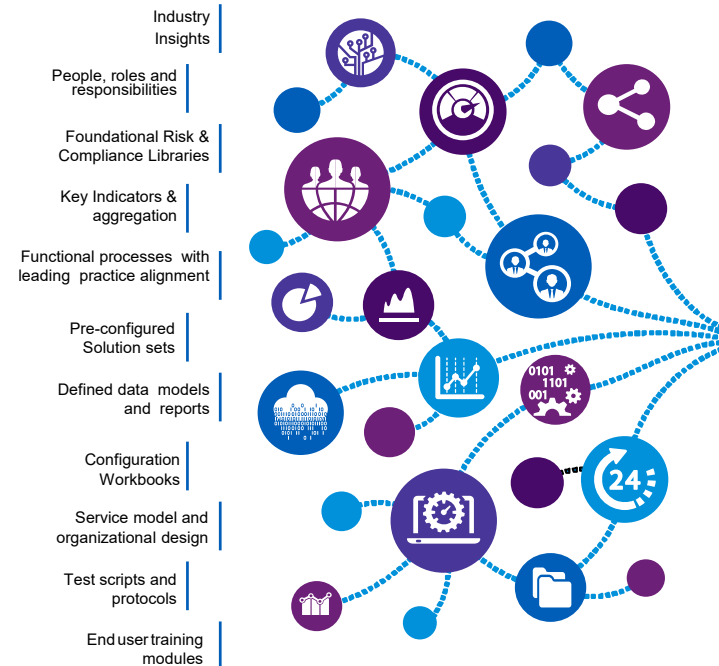 Industry
Insights
People, roles and
responsibilities
Foundational Risk &
Compliance Libraries
Key Indicators &
aggregation
Functional processes with
leading practice alignment
Pre-configured
Solution sets
Defined data models
and reports
Configuration
Workbooks
Service model and
organizational design
Test scripts and
protocols
End user training
modules
0101
1101
001
24